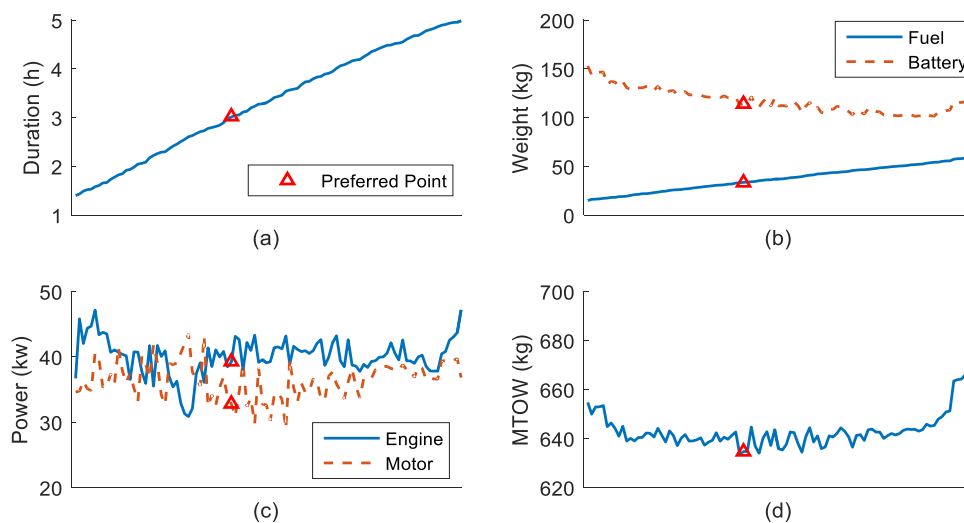 5
4
3
2
1
Duration (h)
Preferred Point
(a)
200
150
100
50
0
Weight (kg)
Fuel
Battery
(b)
50
40
30
20
Power (kw)
Engine
Motor
(c)
700
680
660
640
620
MTOW (kg)
(d)